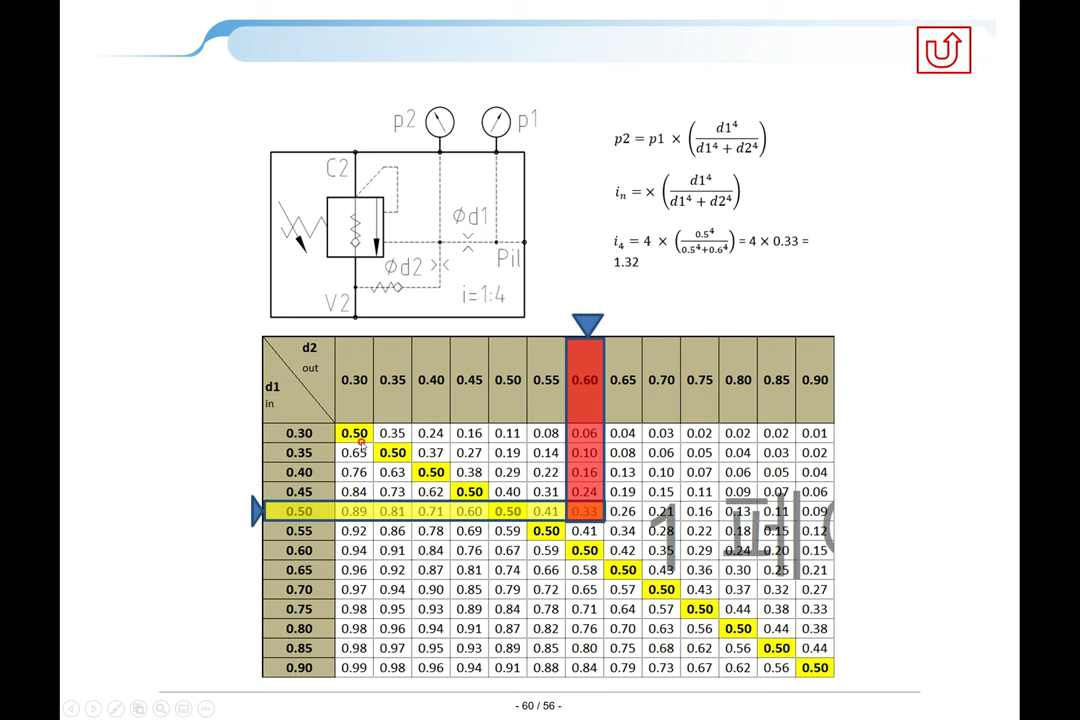 p2
p1
C2
Ød1
Ød2
Pil
V2
i=1:4
p2 = p1 × (d1⁴ / d1⁴ + d2⁴)
iₙ = × (d1⁴ / d1⁴ + d2⁴)
i₄ = 4 × (0.5⁴ / 0.5⁴+0.6⁴) = 4 × 0.33 =
1.32
d2
out
d1
in
0.30 0.35 0.40 0.45 0.50 0.55 0.60 0.65 0.70 0.75 0.80 0.85 0.90
0.30 0.50 0.35 0.24 0.16 0.11 0.08 0.06 0.04 0.03 0.02 0.02 0.02 0.01
0.35 0.65 0.50 0.37 0.27 0.19 0.14 0.10 0.08 0.06 0.05 0.04 0.03 0.02
0.40 0.76 0.63 0.50 0.38 0.29 0.22 0.16 0.13 0.10 0.07 0.06 0.05 0.04
0.45 0.84 0.73 0.62 0.50 0.40 0.31 0.24 0.19 0.15 0.11 0.09 0.07 0.06
0.50 0.89 0.81 0.71 0.60 0.50 0.41 0.33 0.26 0.21 0.16 0.13 0.11 0.09
0.55 0.92 0.86 0.78 0.69 0.59 0.50 0.41 0.34 0.28 0.22 0.18 0.15 0.12
0.60 0.94 0.91 0.84 0.76 0.67 0.59 0.50 0.42 0.35 0.29 0.24 0.20 0.15
0.65 0.96 0.92 0.87 0.81 0.74 0.66 0.58 0.50 0.43 0.36 0.30 0.25 0.21
0.70 0.97 0.94 0.90 0.85 0.79 0.72 0.65 0.57 0.50 0.43 0.37 0.32 0.27
0.75 0.98 0.95 0.93 0.89 0.84 0.78 0.71 0.64 0.57 0.50 0.44 0.38 0.33
0.80 0.98 0.96 0.94 0.91 0.87 0.82 0.76 0.70 0.63 0.56 0.50 0.44 0.38
0.85 0.98 0.97 0.95 0.93 0.89 0.85 0.80 0.75 0.68 0.62 0.56 0.50 0.44
0.90 0.99 0.98 0.96 0.94 0.91 0.88 0.84 0.79 0.73 0.67 0.62 0.56 0.50
- 60 / 56 -